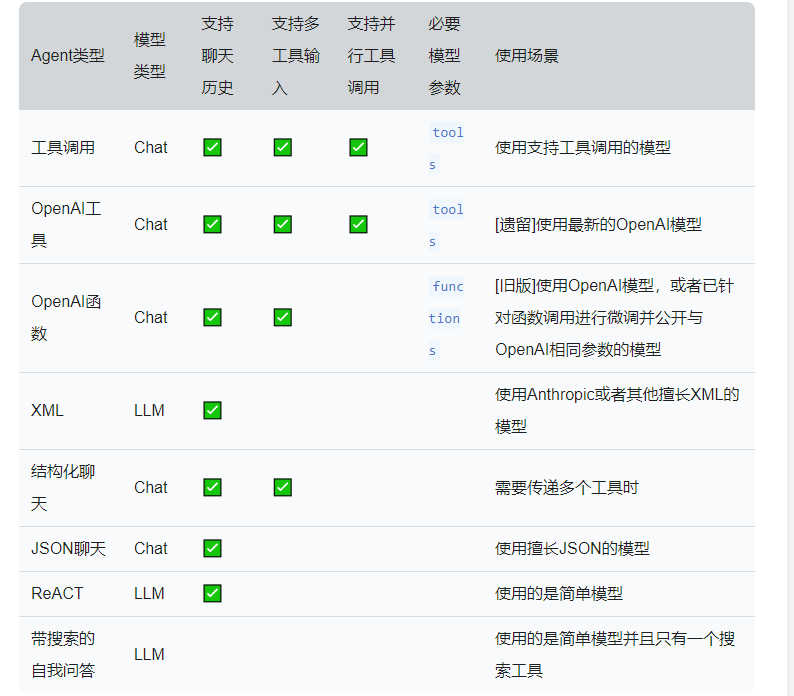 Agent类型 模型类型 支持聊天历史 支持多工具输入 支持并行工具调用 必要模型参数 使用场景
工具调用 Chat ✅ ✅ ✅ tools 使用支持工具调用的模型
OpenAI工具 Chat ✅ ✅ ✅ tools [遗留]使用最新的OpenAI模型
OpenAI函数 Chat ✅ ✅ functions [旧版]使用OpenAI模型，或者已针对函数调用进行微调并公开与OpenAI相同参数的模型
XML LLM ✅ 使用Anthropic或者其他擅长XML的模型
结构化聊天 Chat ✅ ✅ 需要传递多个工具时
JSON聊天 Chat ✅ 使用擅长JSON的模型
ReACT LLM ✅ 使用的是简单模型
带搜索的自我问答 LLM 使用的是简单模型并且只有一个搜索工具